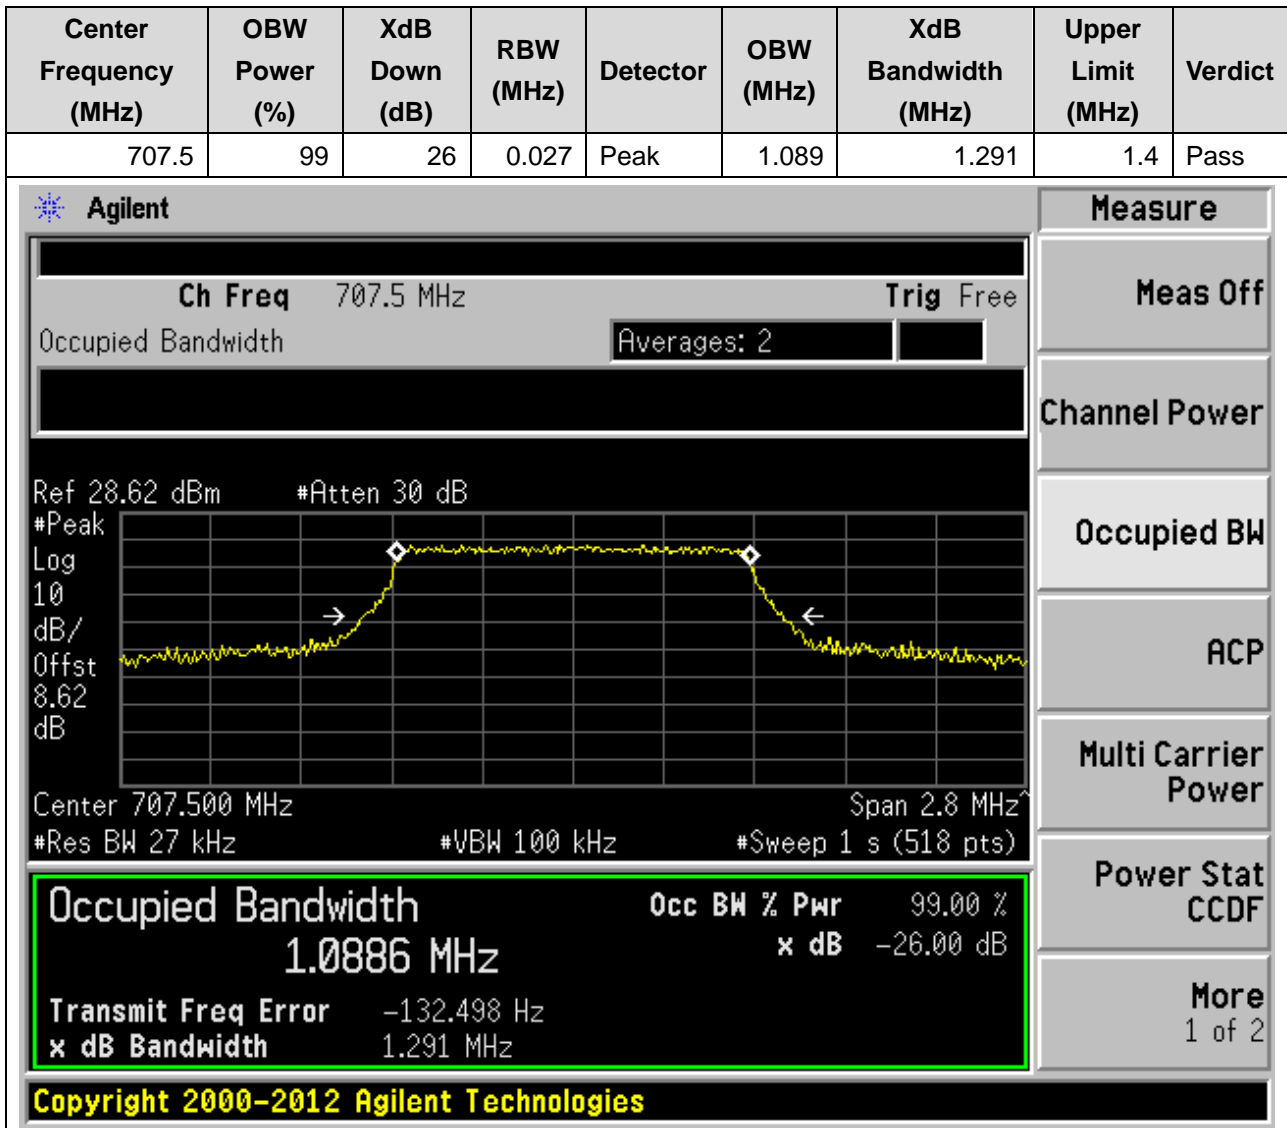 Center Frequency (MHz) OBW Power (%) XdB Down (dB) RBW (MHz) Detector OBW (MHz) XdB Bandwidth (MHz) Upper Limit (MHz) Verdict
707.5 99 26 0.027 Peak 1.089 1.291 1.4 Pass
Agilent
Measure
Ch Freq 707.5 MHz Trig Free
Meas Off
Occupied Bandwidth Averages: 2
Channel Power
Ref 28.62 dBm #Atten 30 dB
#Peak
Log
10
dB/
Offst
8.62
dB
Occupied BW
ACP
Multi Carrier
Power
Center 707.500 MHz Span 2.8 MHz^
#Res BW 27 kHz #VBW 100 kHz #Sweep 1 s (518 pts)
Power Stat
CCDF
Occupied Bandwidth Occ BW % Pwr 99.00 %
1.0886 MHz x dB -26.00 dB
Transmit Freq Error -132.498 Hz
x dB Bandwidth 1.291 MHz
More
1 of 2
Copyright 2000-2012 Agilent Technologies